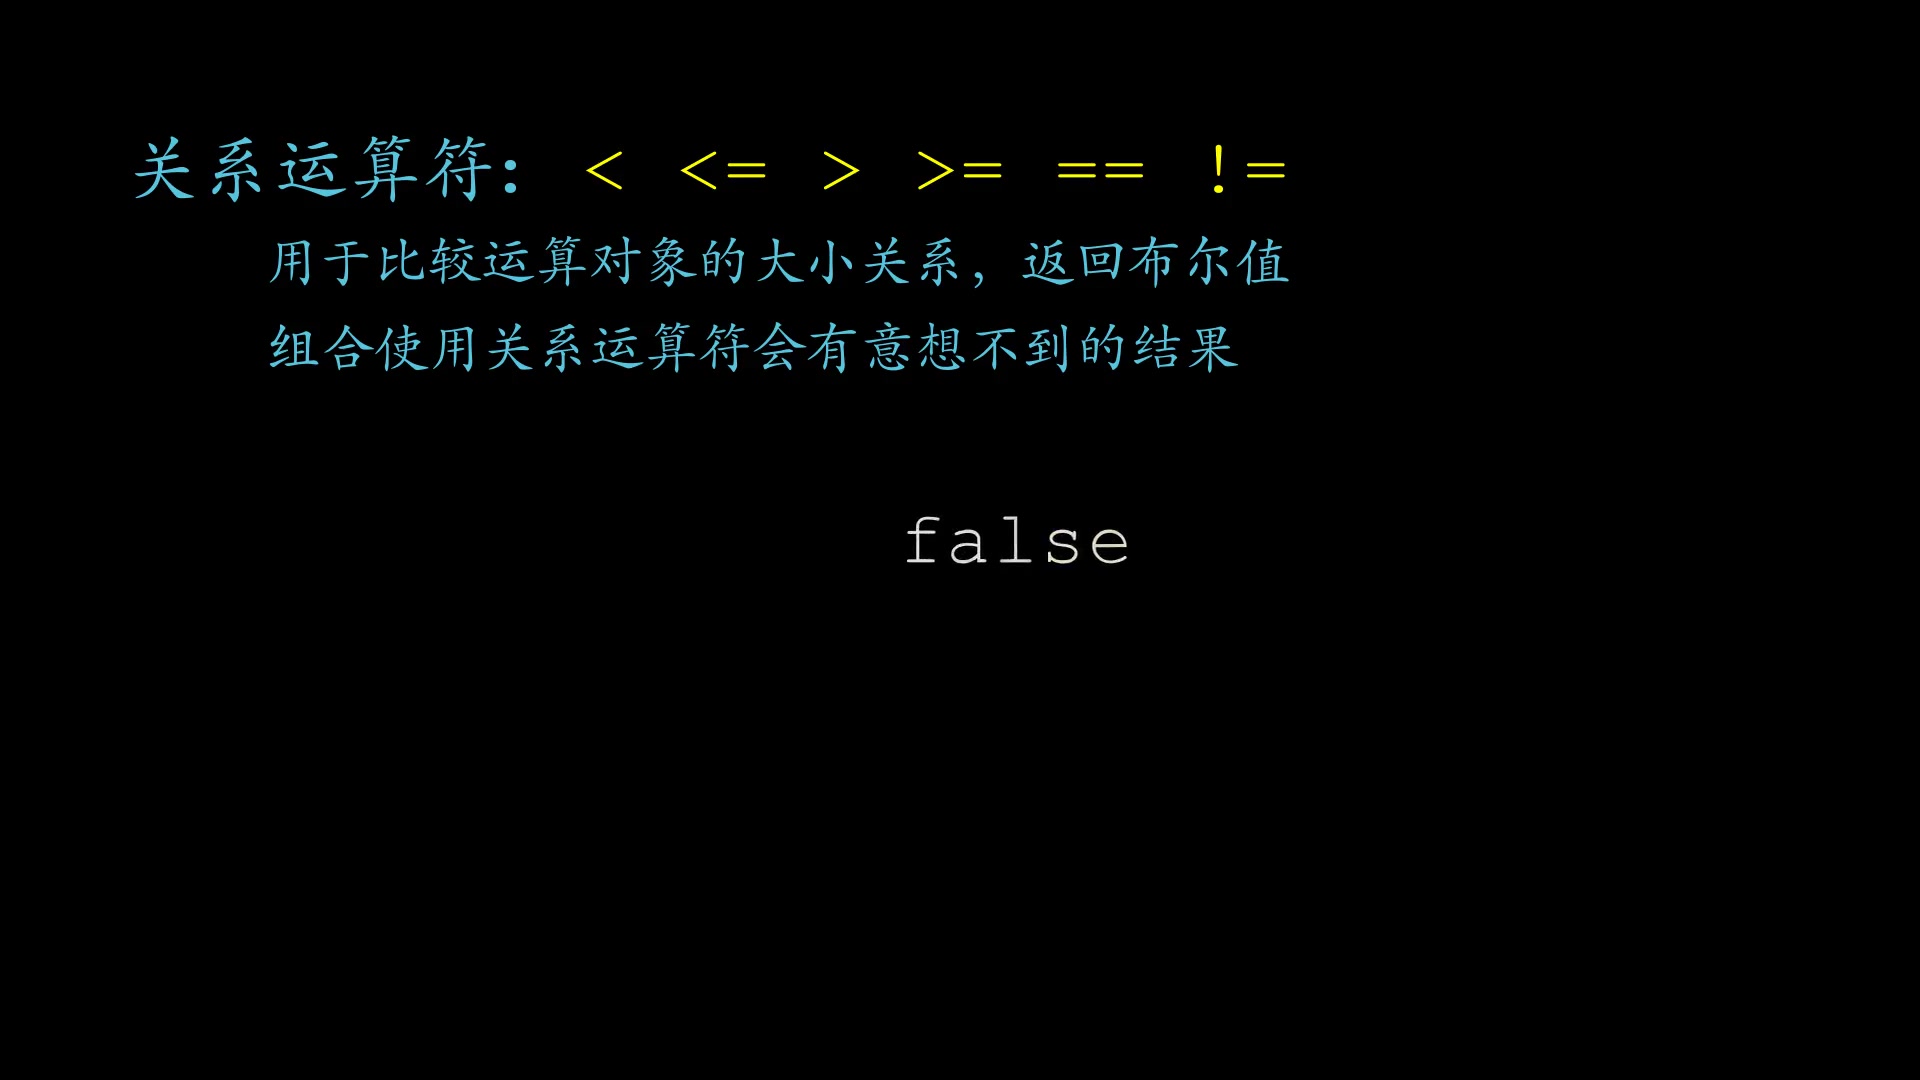 关系运算符: < <= > >= == !=
用于比较运算对象的大小关系，返回布尔值
组合使用关系运算符会有意想不到的结果
false